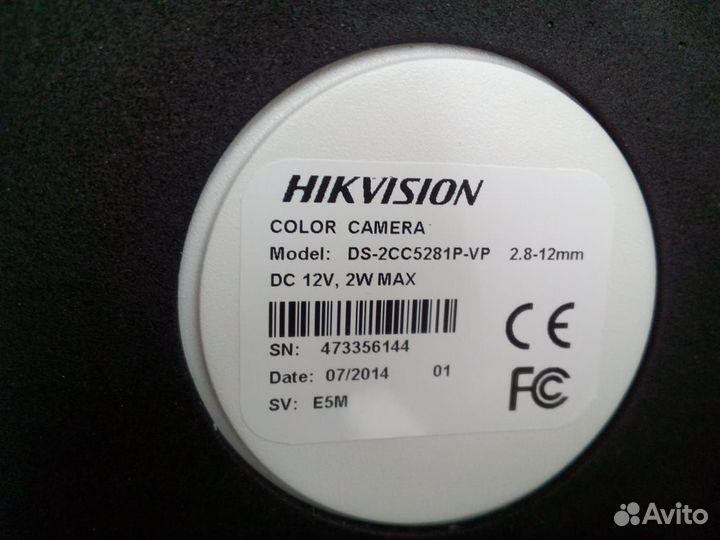 HIKVISION
COLOR CAMERA
Model: DS-2CC5281P-VP 2.8-12mm
DC 12V, 2W MAX
SN: 473356144
Date: 07/2014 01
SV: E5M
CE
FC
Avito